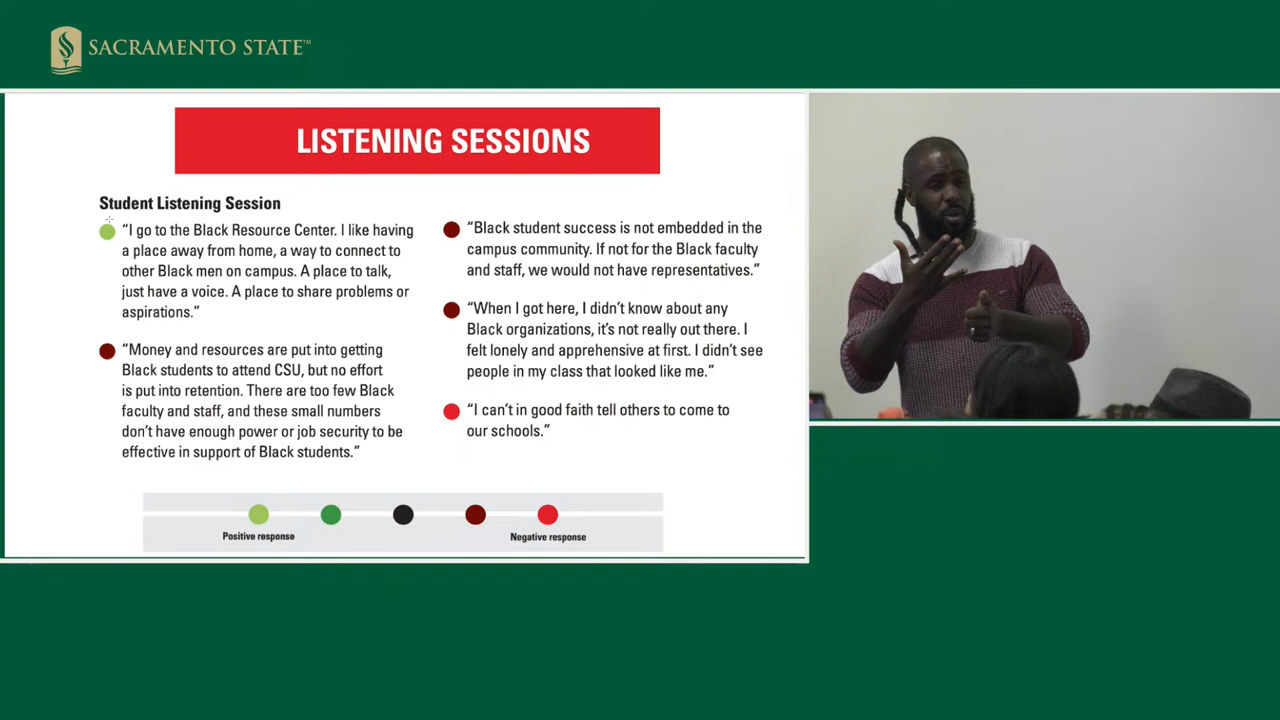 SACRAMENTO STATE™
LISTENING SESSIONS
Student Listening Session
“I go to the Black Resource Center. I like having
a place away from home, a way to connect to
other Black men on campus. A place to talk,
just have a voice. A place to share problems or
aspirations.”
“Money and resources are put into getting
Black students to attend CSU, but no effort
is put into retention. There are too few Black
faculty and staff, and these small numbers
don’t have enough power or job security to be
effective in support of Black students.”
“Black student success is not embedded in the
campus community. If not for the Black faculty
and staff, we would not have representatives.”
“When I got here, I didn’t know about any
Black organizations, it’s not really out there. I
felt lonely and apprehensive at first. I didn’t see
people in my class that looked like me.”
“I can’t in good faith tell others to come to
our schools.”
Positive response
Negative response